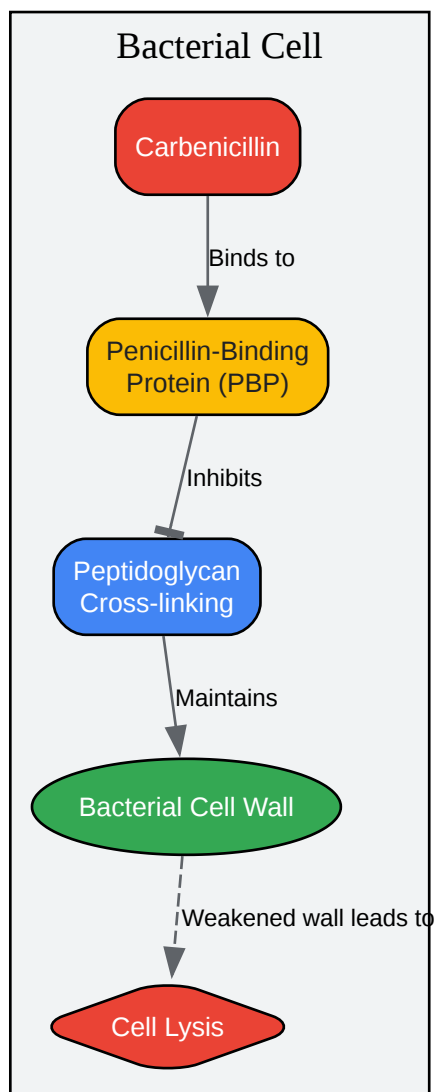 Bacterial Cell
Carbenicillin
Binds to
Penicillin-Binding
Protein (PBP)
Inhibits
Peptidoglycan
Cross-linking
Maintains
Bacterial Cell Wall
Weakened wall leads to
Cell Lysis